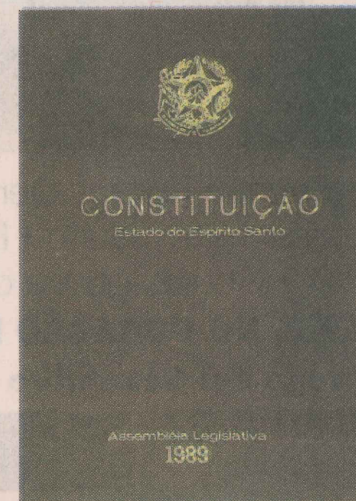 CONSTITUIÇÃO
Estado do Espírito Santo
Assembléia Legislativa
1989